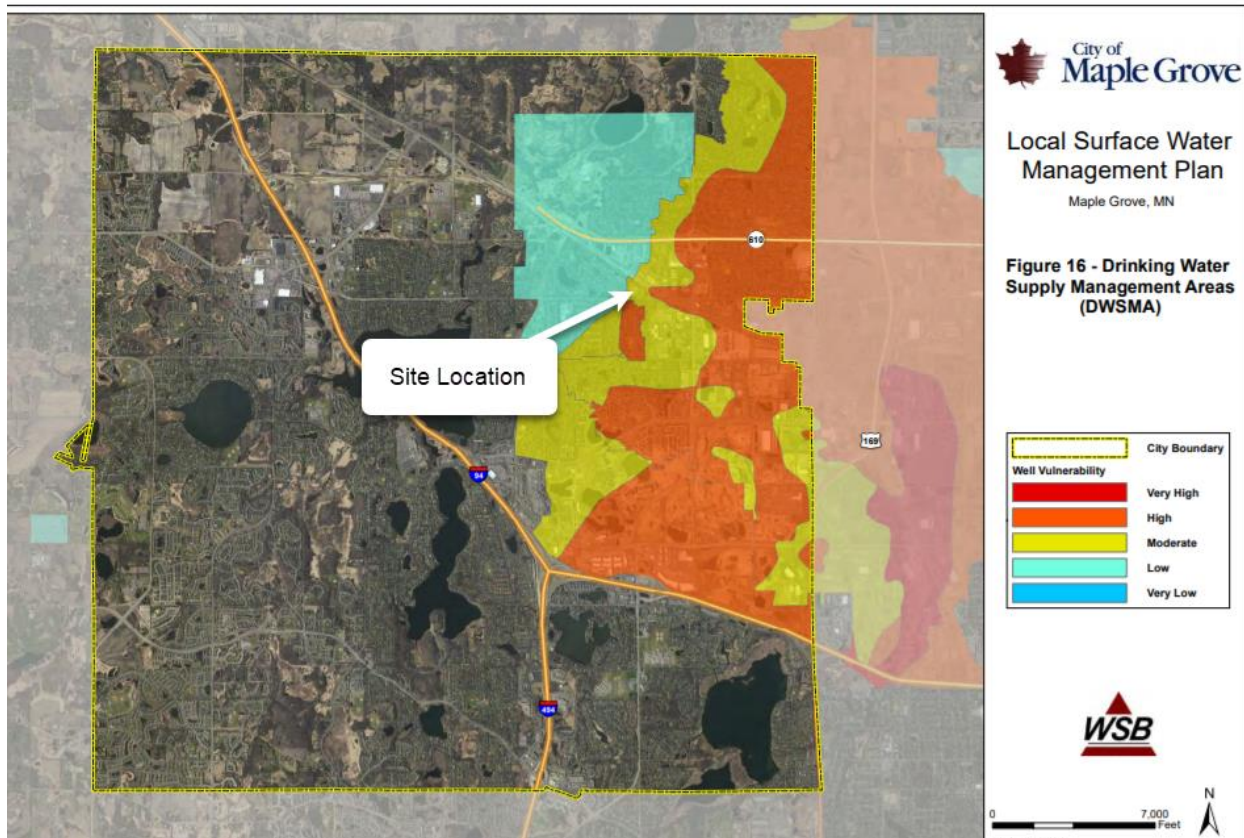 City of
Maple Grove
Local Surface Water
Management Plan
Maple Grove, MN
Figure 16 - Drinking Water
Supply Management Areas
(DWSMA)
610
Site Location
169
94
494
City Boundary
Well Vulnerability
Very High
High
Moderate
Low
Very Low
WSB
N
0 7,000
Feet